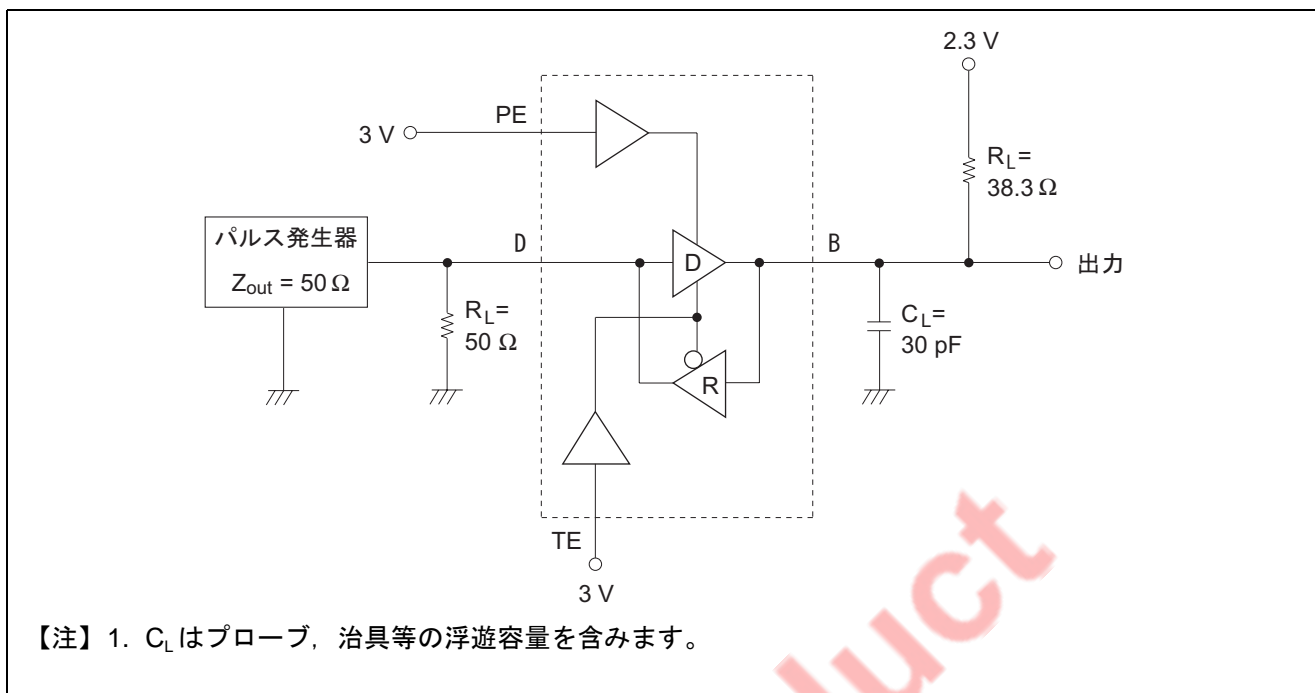 2.3 V
PE
3 V
R_L=
38.3 Ω
パルス発生器
Z_out = 50 Ω
D
D
B
出力
R_L=
50 Ω
C_L=
30 pF
R
TE
3 V
【注】 1. C_L はプローブ，治具等の浮遊容量を含みます。